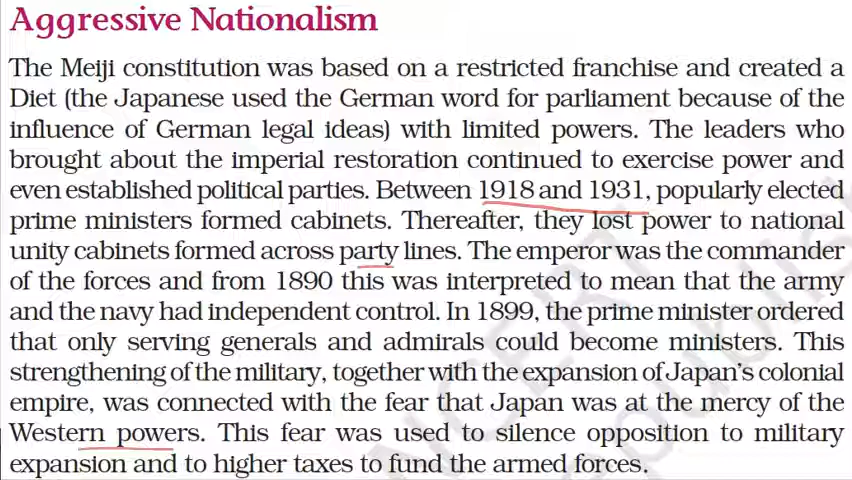 Aggressive Nationalism
The Meiji constitution was based on a restricted franchise and created a
Diet (the Japanese used the German word for parliament because of the
influence of German legal ideas) with limited powers. The leaders who
brought about the imperial restoration continued to exercise power and
even established political parties. Between 1918 and 1931, popularly elected
prime ministers formed cabinets. Thereafter, they lost power to national
unity cabinets formed across party lines. The emperor was the commander
of the forces and from 1890 this was interpreted to mean that the army
and the navy had independent control. In 1899, the prime minister ordered
that only serving generals and admirals could become ministers. This
strengthening of the military, together with the expansion of Japan's colonial
empire, was connected with the fear that Japan was at the mercy of the
Western powers. This fear was used to silence opposition to military
expansion and to higher taxes to fund the armed forces.
NCERT